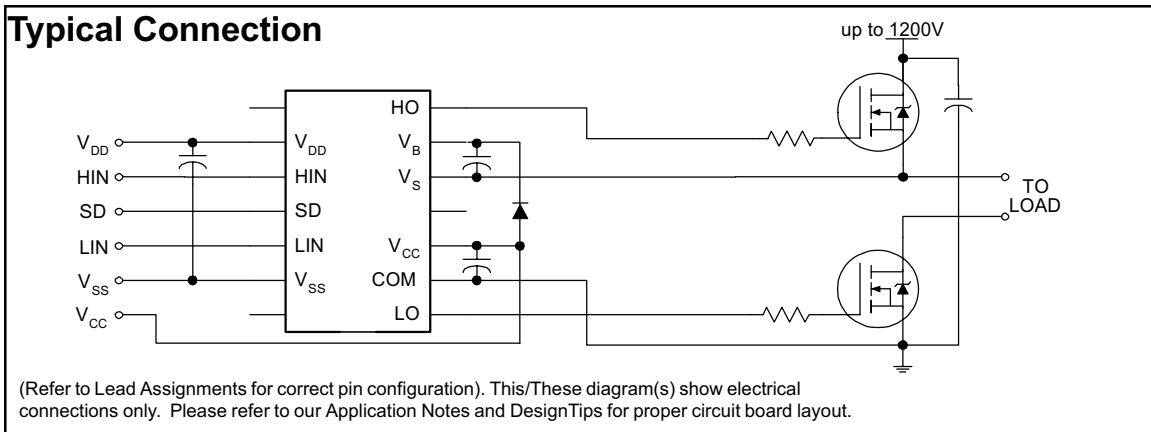 Typical Connection
up to 1200V
HO
V_DD
V_DD
V_B
HIN
HIN
V_S
TO
LOAD
SD
SD
LIN
LIN
V_CC
V_SS
V_SS
COM
V_CC
LO
(Refer to Lead Assignments for correct pin configuration). This/These diagram(s) show electrical
connections only. Please refer to our Application Notes and DesignTips for proper circuit board layout.